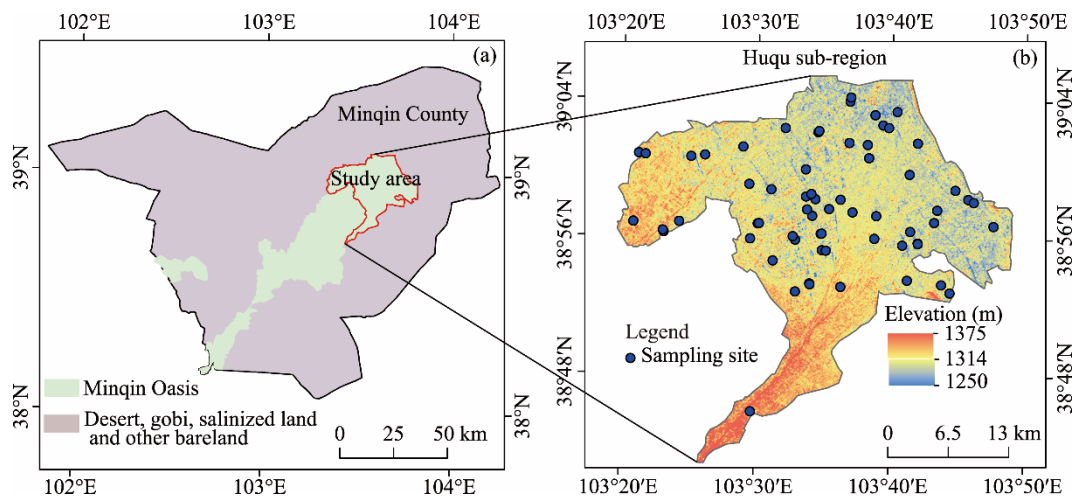 102°E
103°E
104°E
(a)
Minqin County
39°N
39°N
Study area
38°N
38°N
Minqin Oasis
Desert, gobi, salinized land
and other bareland
0 25 50 km
102°E
103°E
104°E
103°20′E
103°30′E
103°40′E
103°50′E
Huqu sub-region
(b)
39°04′N
39°04′N
38°56′N
38°56′N
38°48′N
38°48′N
Legend
Sampling site
Elevation (m)
1375
1314
1250
0 6.5 13 km
103°20′E
103°30′E
103°40′E
103°50′E